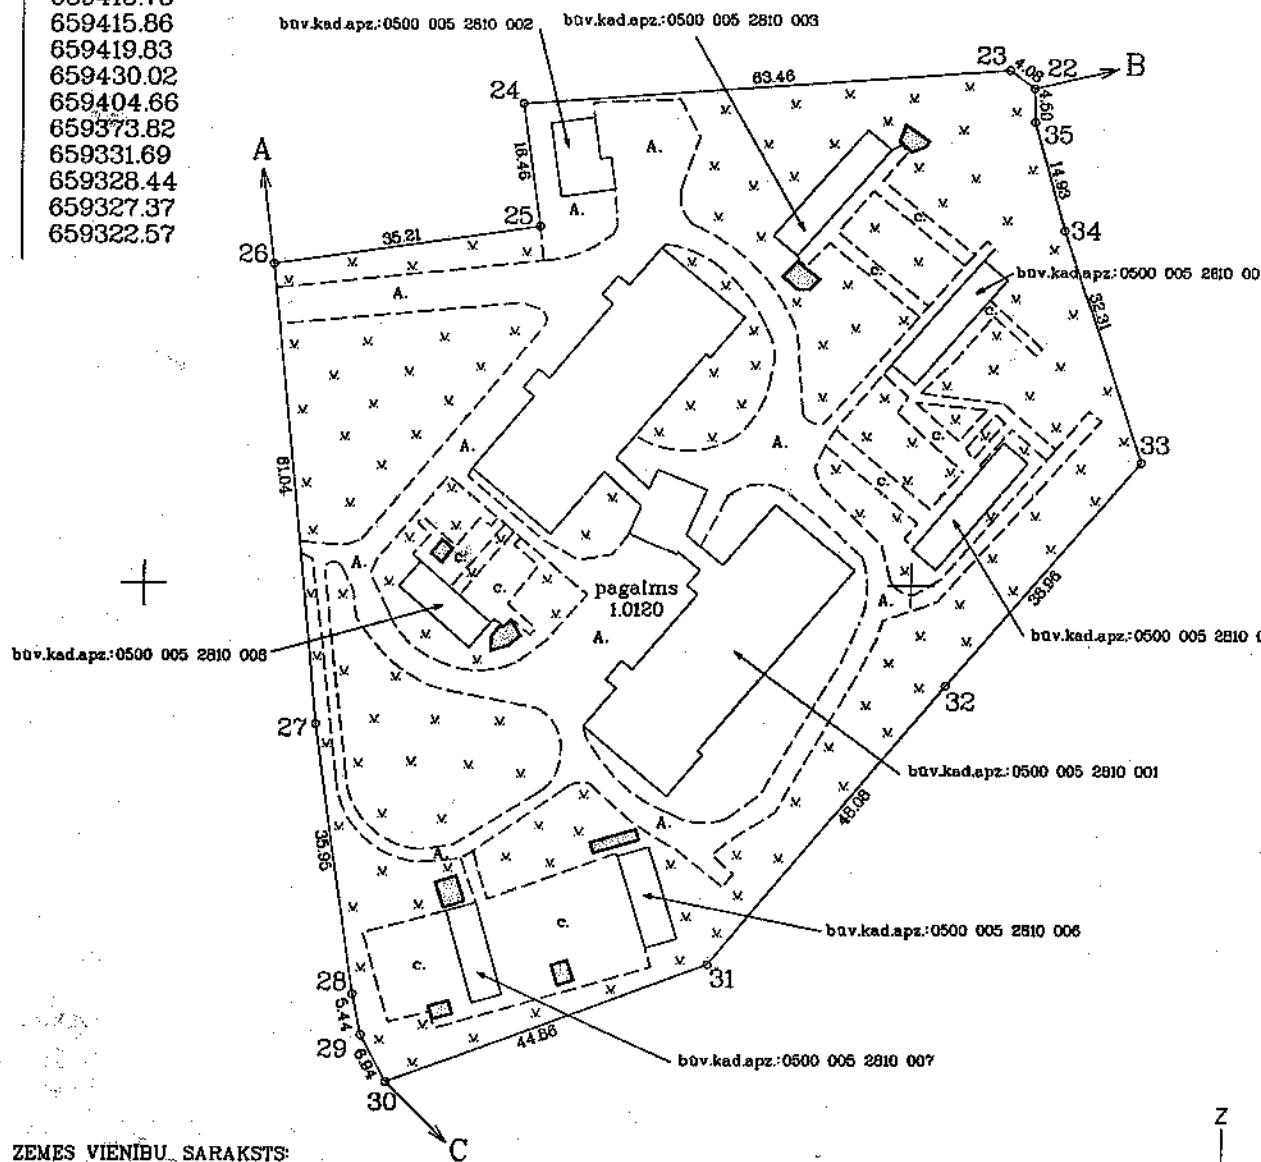 659415.86
659419.83
659430.02
659404.66
659373.82
659331.69
659328.44
659327.37
659322.57
būv.kad.apz.:0500 005 2810 002
būv.kad.apz.:0500 005 2810 003
23
4.08
22
B
63.46
24
4.50
35
A
A.
16.46
14.93
A.
c.
25
34
35.21
26
c.
būv.kad.apz.:0500 005 2810 00
A.
32.31
c.
A.
A.
c.
33
61.04
c.
A.
c.
c.
pagalms
1.0120
38.96
A.
A.
būv.kad.apz.:0500 005 2810 008
būv.kad.apz.:0500 005 2810 0
32
27
būv.kad.apz.:0500 005 2810 001
48.08
A.
35.95
A.
c.
būv.kad.apz.:0500 005 2810 006
c.
31
28
5.44
44.86
29
6.94
būv.kad.apz.:0500 005 2810 007
30
Z
C
ZEMES VIENĪBU SARAKSTS: